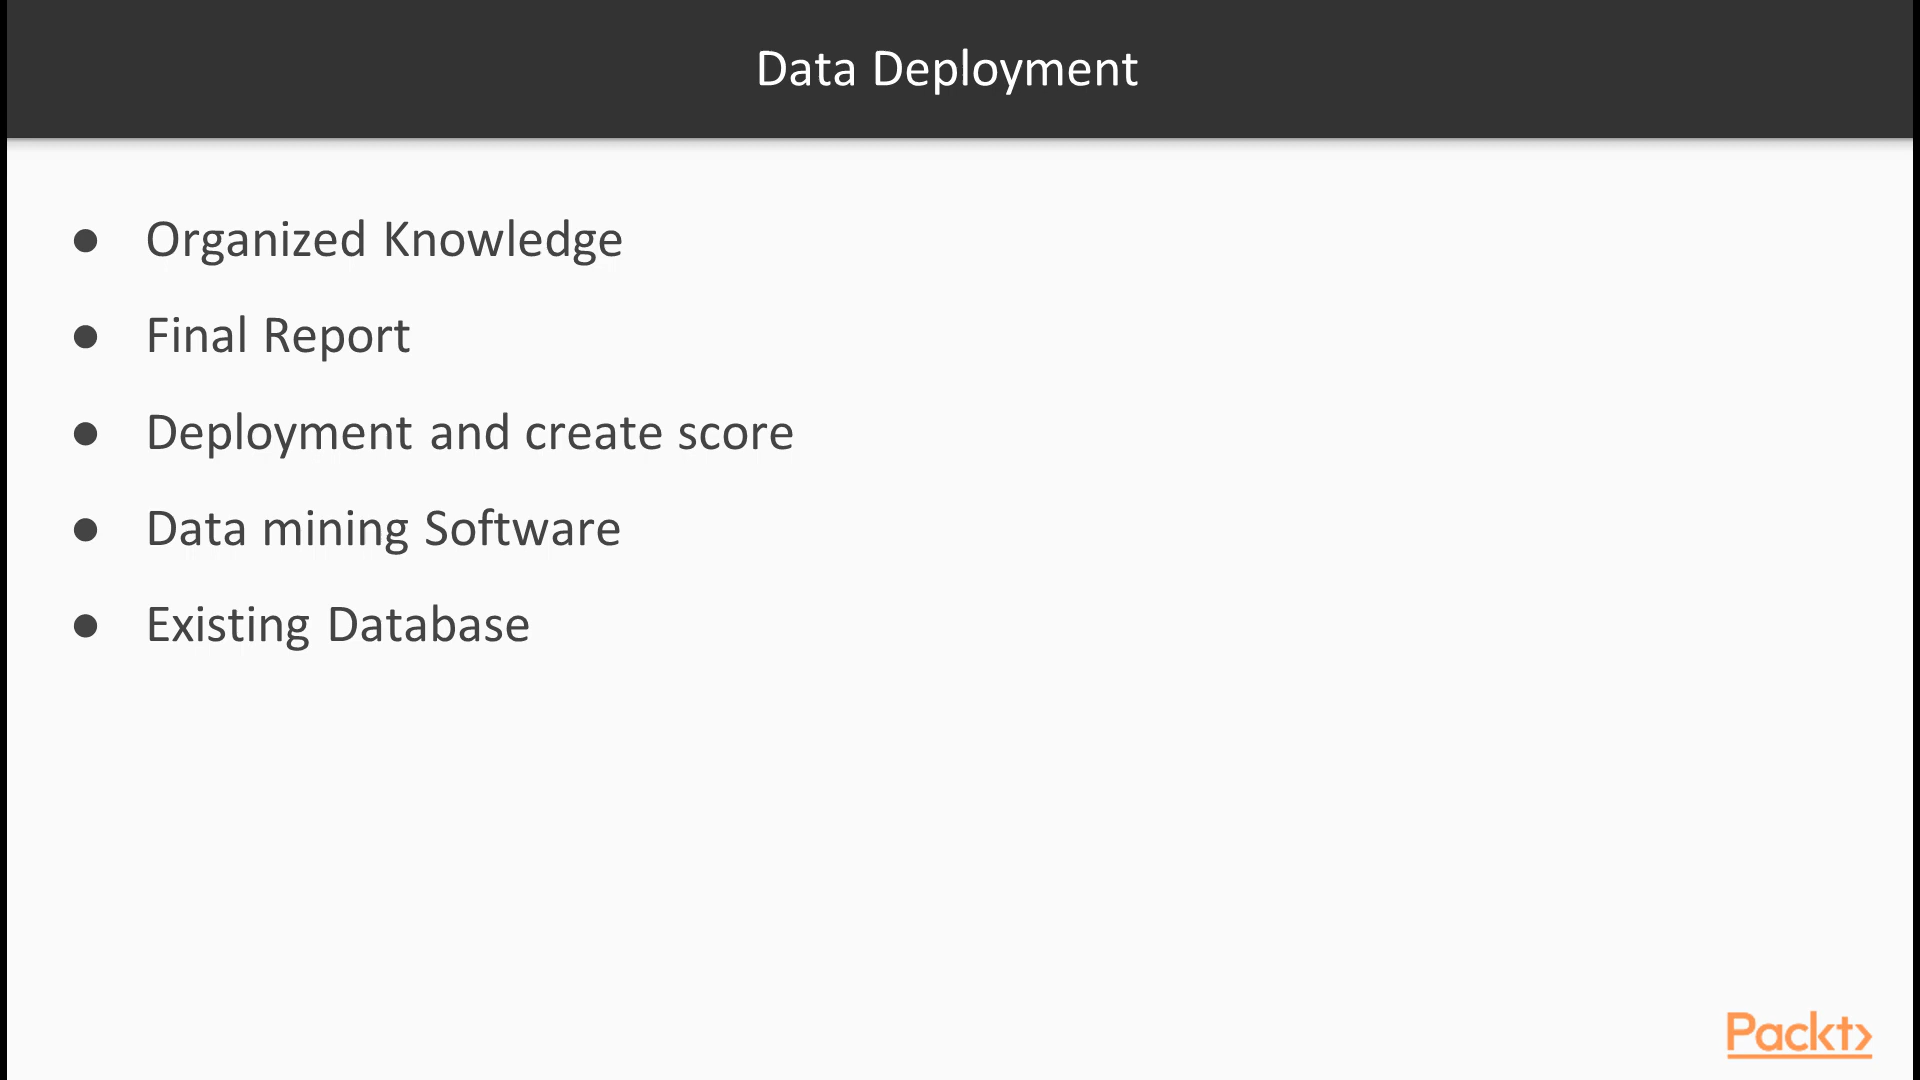 Data Deployment
● Organized Knowledge
● Final Report
● Deployment and create score
● Data mining Software
● Existing Database
Packt>